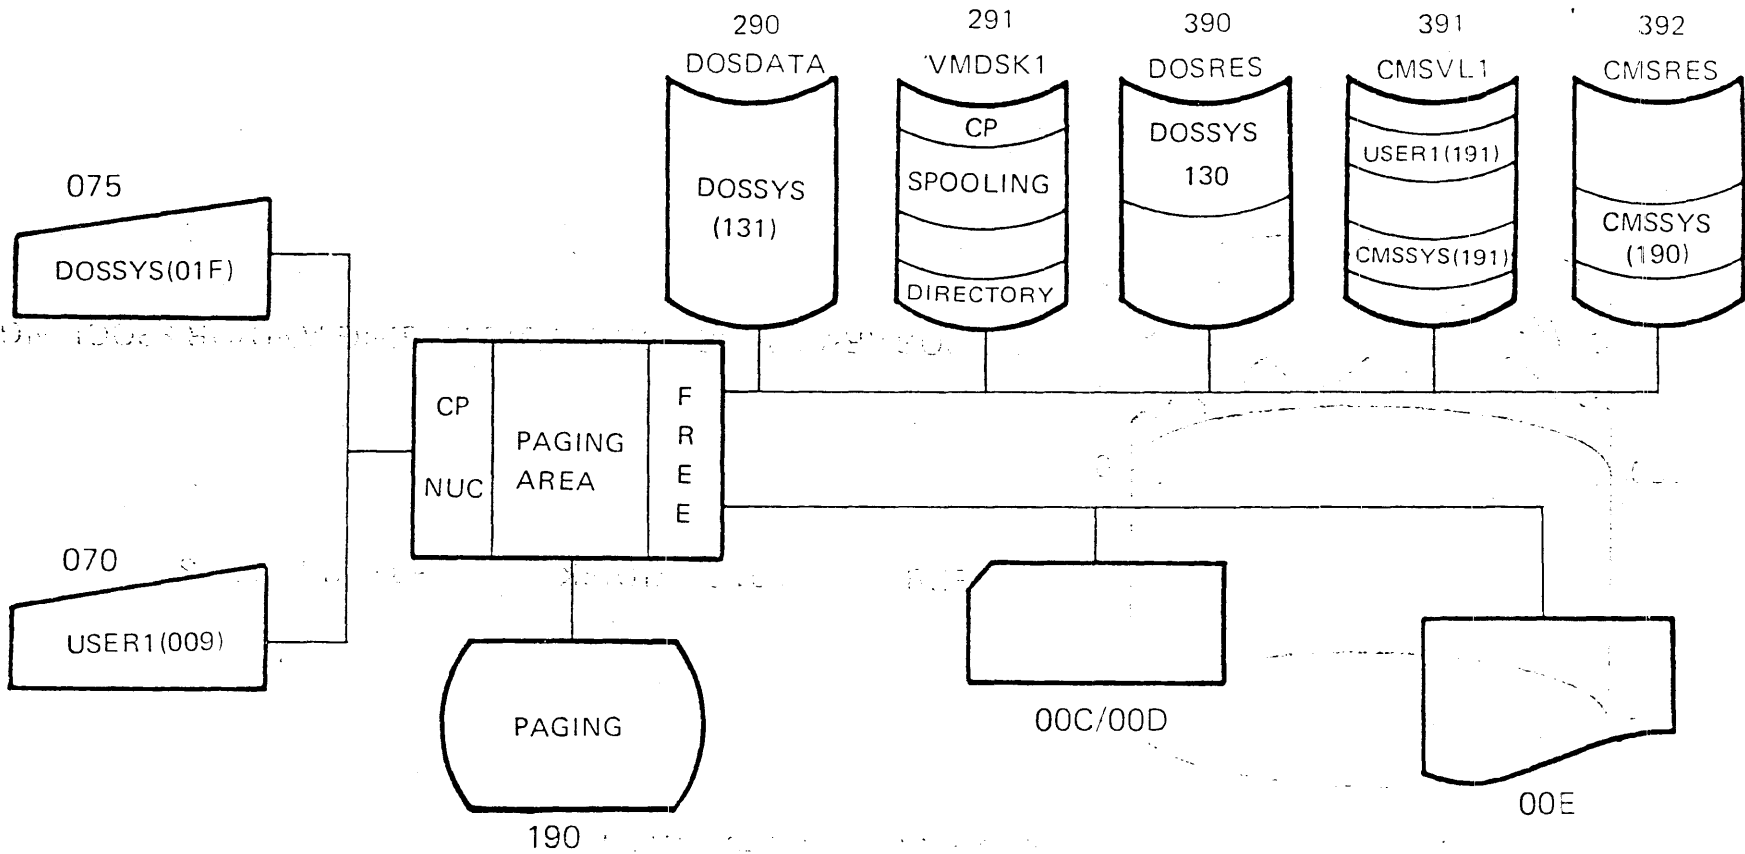 290
291
390
391
392
DOSDATA
VMDSK1
DOSRES
CMSVL1
CMSRES
DOSSYS
(131)
CP
SPOOLING
DIRECTORY
DOSSYS
130
USER1(191)
CMSSYS(191)
CMSSYS
(190)
075
DOSSYS(01F)
070
USER1(009)
CP
NUC
PAGING
AREA
F
R
E
E
PAGING
190
00C/00D
00E